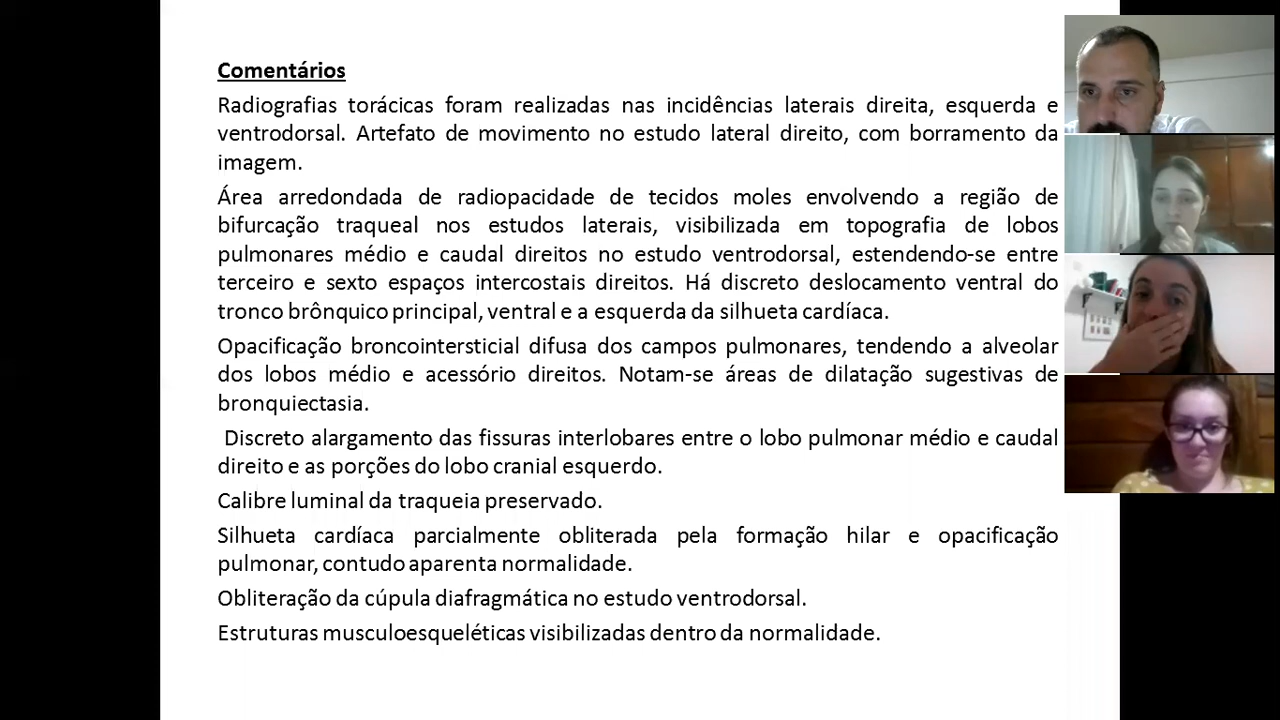 Comentários
Radiografias torácicas foram realizadas nas incidências laterais direita, esquerda e
ventrodorsal. Artefato de movimento no estudo lateral direito, com borramento da
imagem.
Área arredondada de radiopacidade de tecidos moles envolvendo a região de
bifurcação traqueal nos estudos laterais, visibilizada em topografia de lobos
pulmonares médio e caudal direitos no estudo ventrodorsal, estendendo-se entre
terceiro e sexto espaços intercostais direitos. Há discreto deslocamento ventral do
tronco brônquico principal, ventral e a esquerda da silhueta cardíaca.
Opacificação broncointersticial difusa dos campos pulmonares, tendendo a alveolar
dos lobos médio e acessório direitos. Notam-se áreas de dilatação sugestivas de
bronquiectasia.
Discreto alargamento das fissuras interlobares entre o lobo pulmonar médio e caudal
direito e as porções do lobo cranial esquerdo.
Calibre luminal da traqueia preservado.
Silhueta cardíaca parcialmente obliterada pela formação hilar e opacificação
pulmonar, contudo aparenta normalidade.
Obliteração da cúpula diafragmática no estudo ventrodorsal.
Estruturas musculoesqueléticas visibilizadas dentro da normalidade.